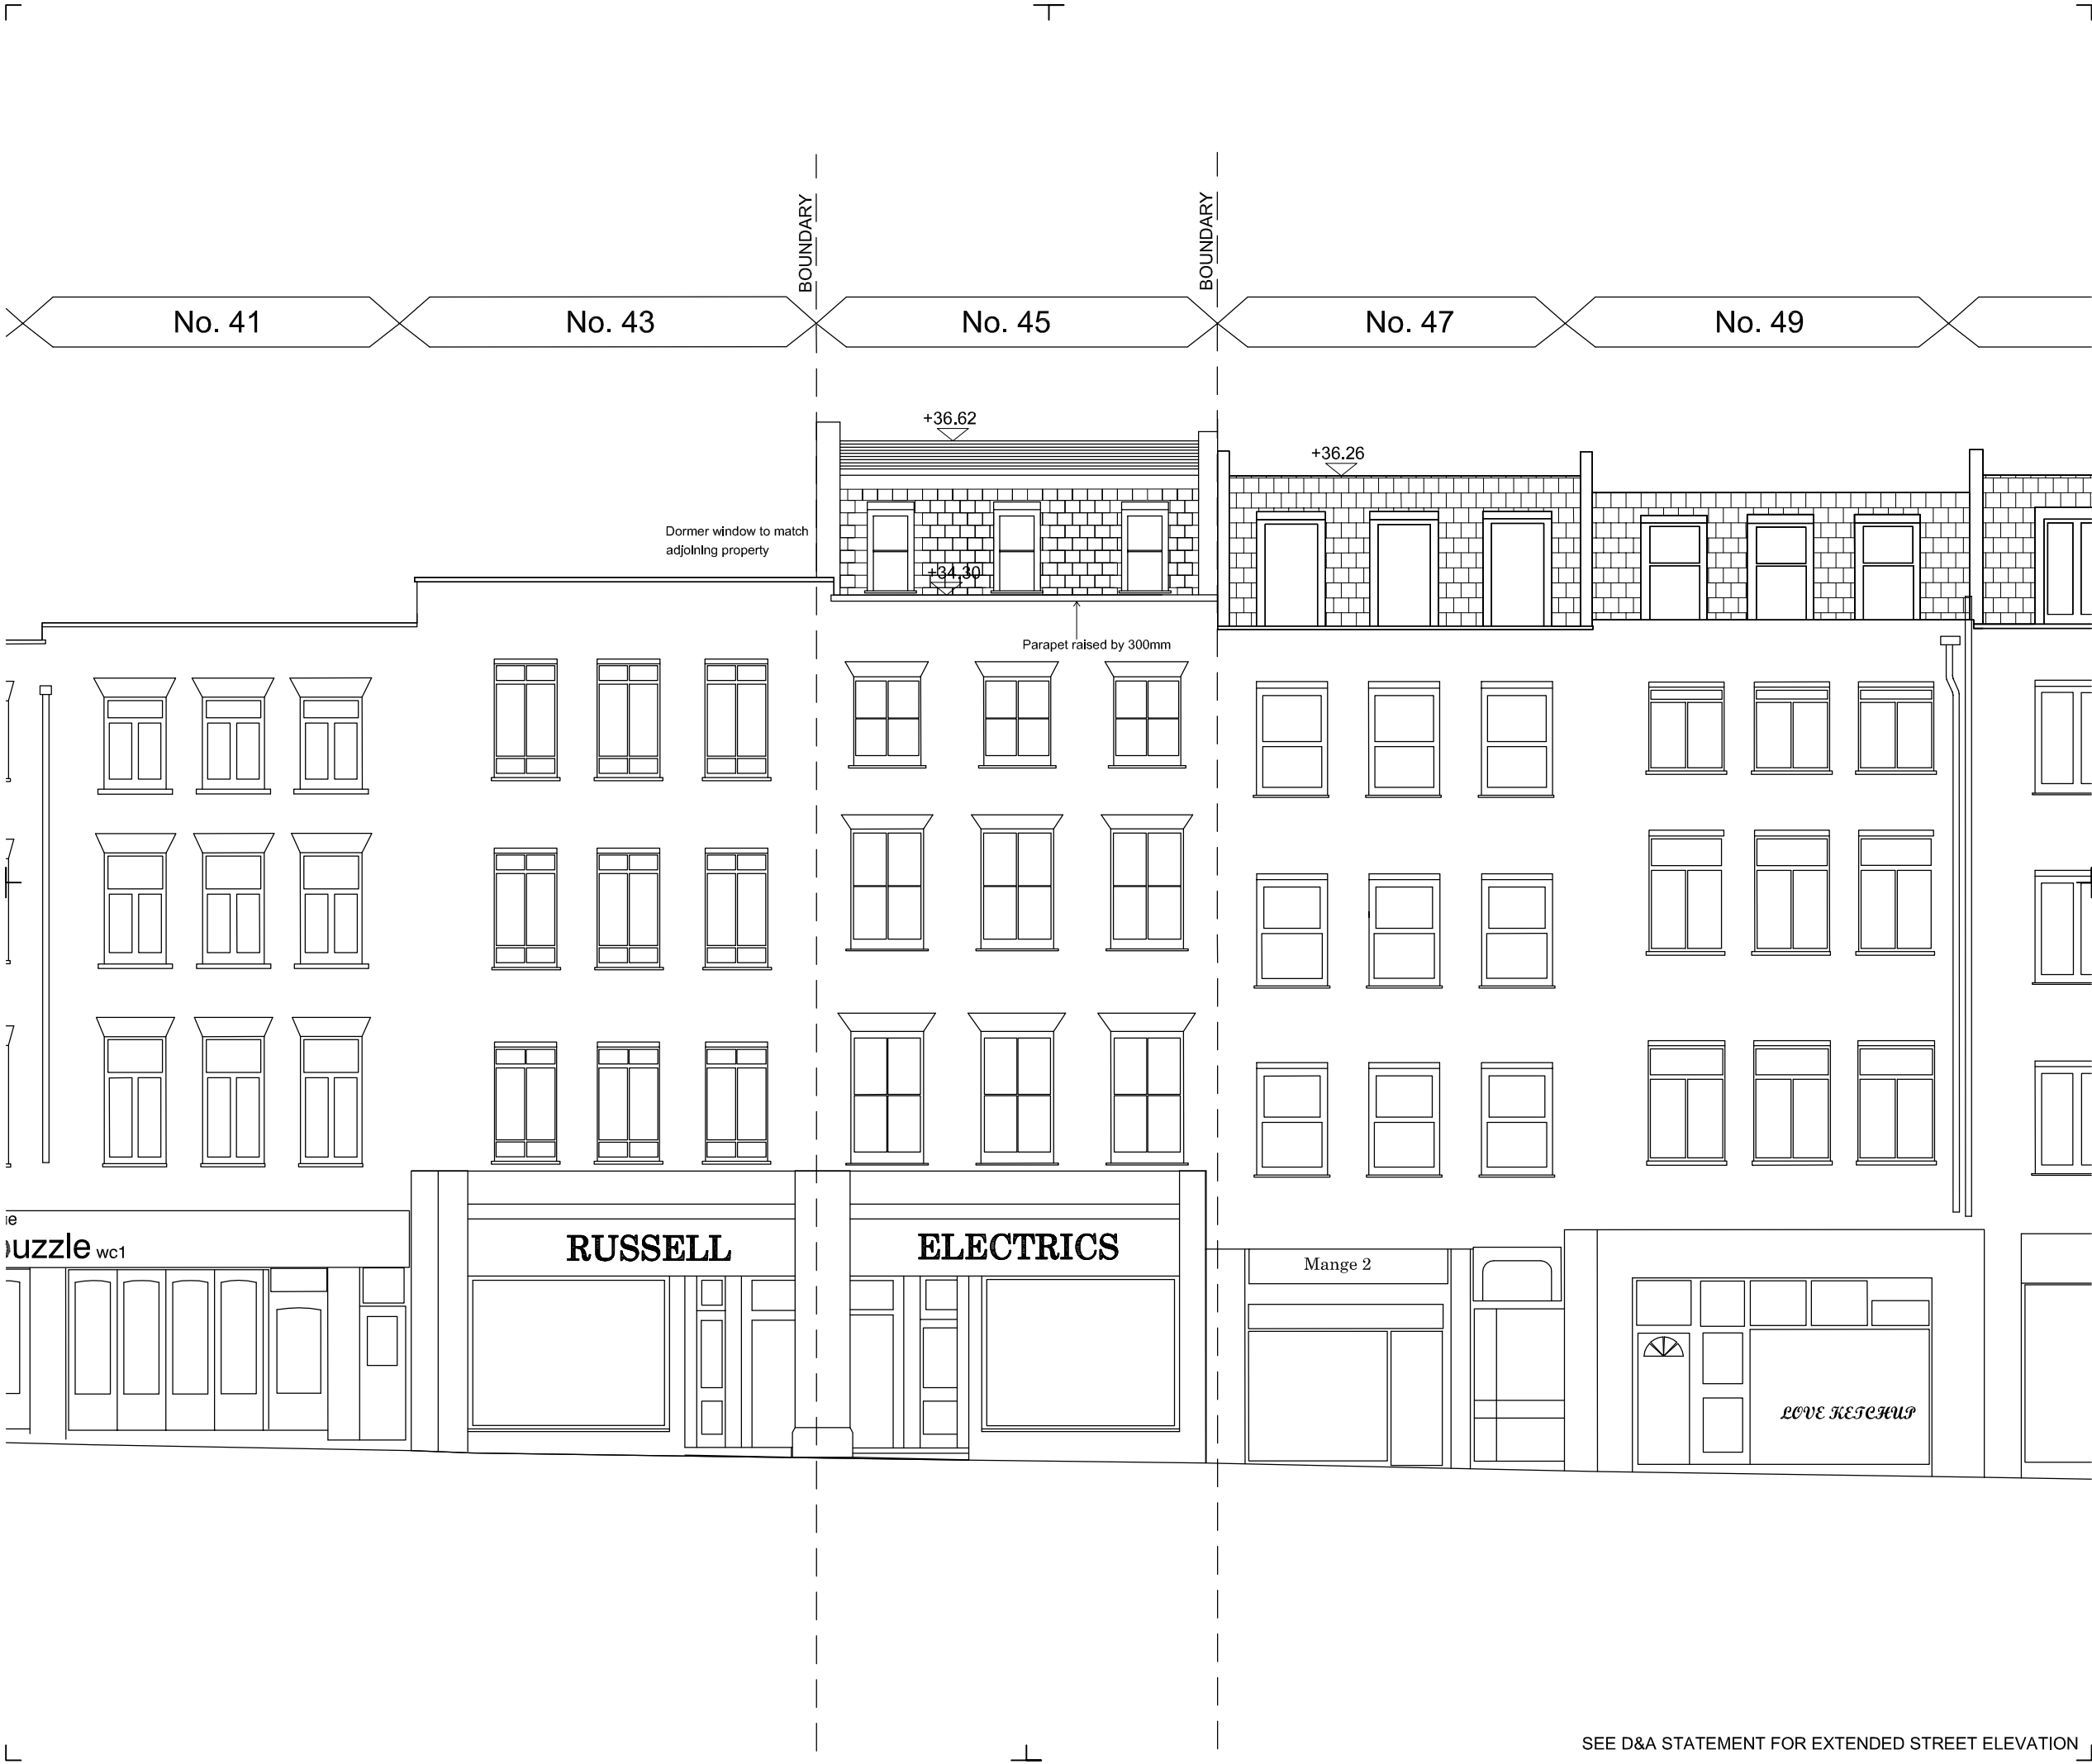 BOUNDARY
BOUNDARY
No. 41
No. 43
No. 45
No. 47
No. 49
+36.62
+36.26
Dormer window to match
adjoining property
+34.30
Parapet raised by 300mm
uzzle wc1
RUSSELL
ELECTRICS
Mange 2
LOVE KETCHUP
SEE D&A STATEMENT FOR EXTENDED STREET ELEVATION